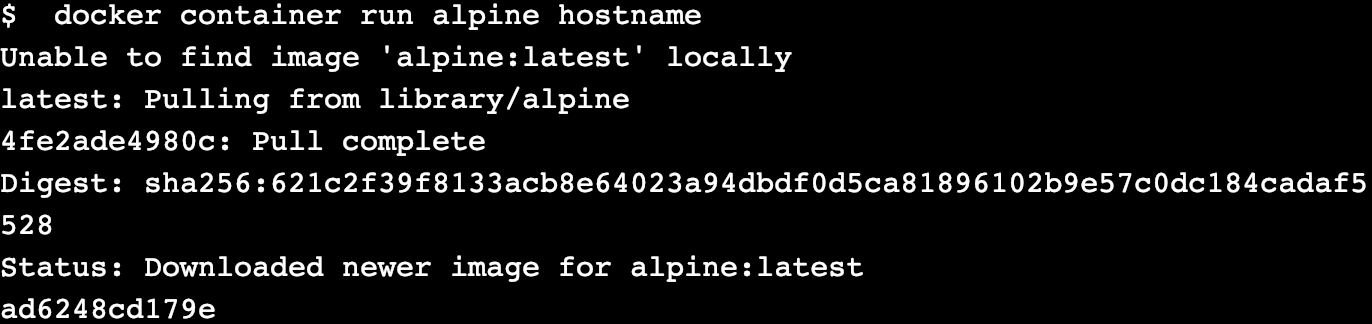 $  docker container run alpine hostname
Unable to find image 'alpine:latest' locally
latest: Pulling from library/alpine
4fe2ade4980c: Pull complete
Digest: sha256:621c2f39f8133acb8e64023a94dbdf0d5ca81896102b9e57c0dc184cadaf5
528
Status: Downloaded newer image for alpine:latest
ad6248cd179e